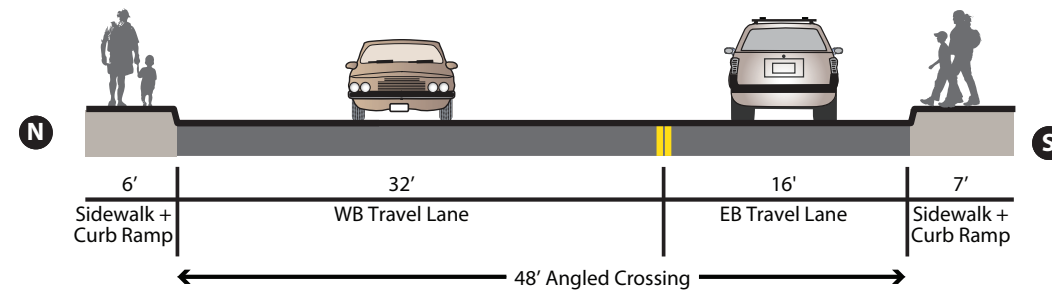 N
S
6’
32’
16'
7’
Sidewalk +
Curb Ramp
WB Travel Lane
EB Travel Lane
Sidewalk +
Curb Ramp
48’ Angled Crossing